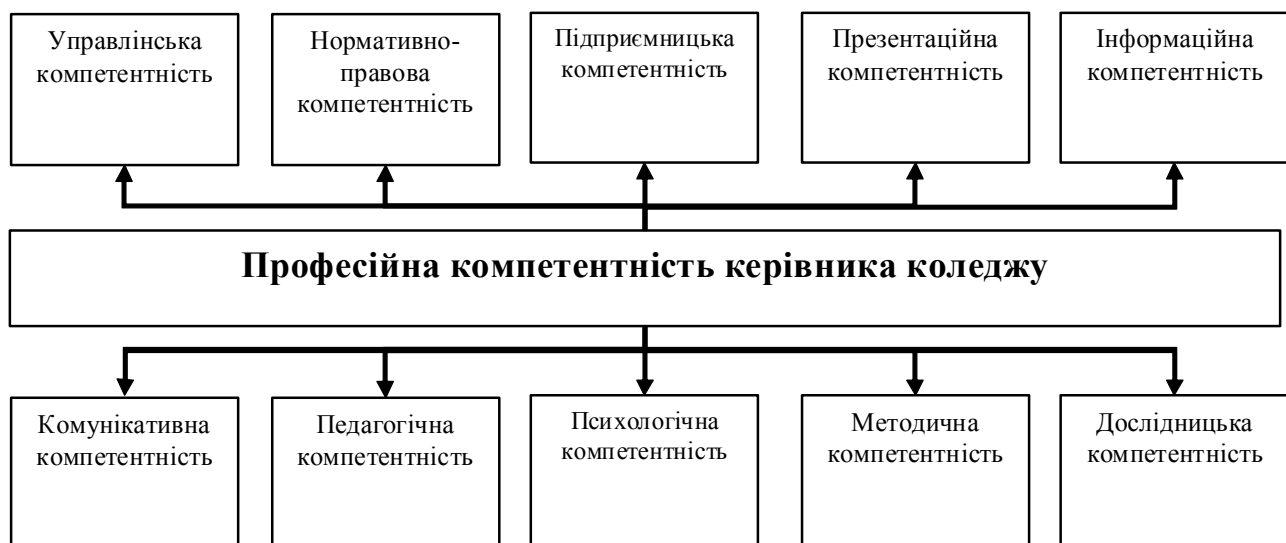 Управлінська
компетентність
Нормативно-
правова
компетентність
Підприємницька
компетентність
Презентаційна
компетентність
Інформаційна
компетентність
Професійна компетентність керівника коледжу
Комунікативна
компетентність
Педагогічна
компетентність
Психологічна
компетентність
Методична
компетентність
Дослідницька
компетентність